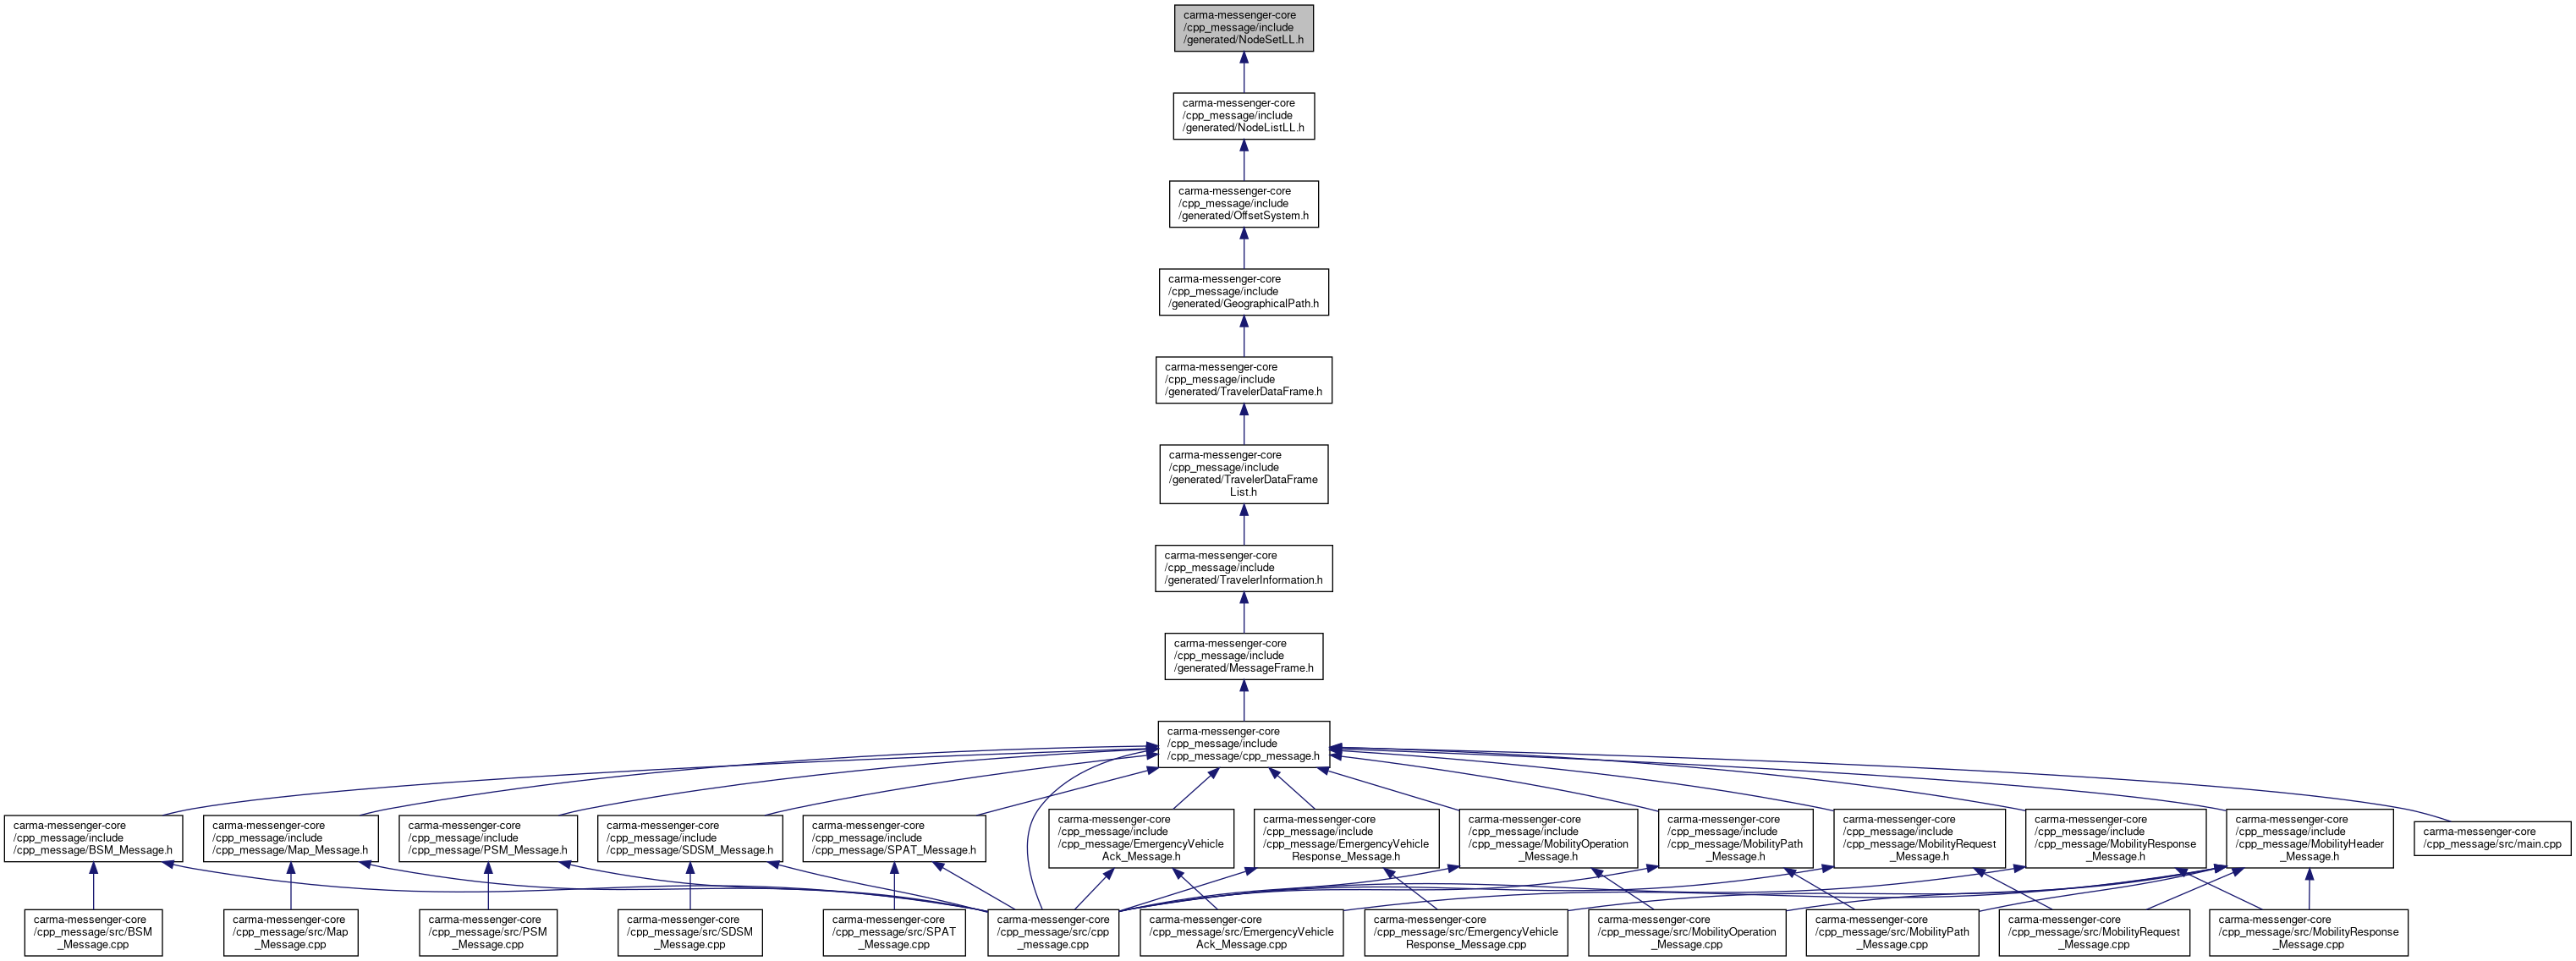 carma-messenger-core
/cpp_message/include
/generated/NodeSetLL.h
carma-messenger-core
/cpp_message/include
/generated/NodeListLL.h
carma-messenger-core
/cpp_message/include
/generated/OffsetSystem.h
carma-messenger-core
/cpp_message/include
/generated/GeographicalPath.h
carma-messenger-core
/cpp_message/include
/generated/TravelerDataFrame.h
carma-messenger-core
/cpp_message/include
/generated/TravelerDataFrame
List.h
carma-messenger-core
/cpp_message/include
/generated/TravelerInformation.h
carma-messenger-core
/cpp_message/include
/generated/MessageFrame.h
carma-messenger-core
/cpp_message/include
/cpp_message/cpp_message.h
carma-messenger-core
/cpp_message/include
/cpp_message/BSM_Message.h
carma-messenger-core
/cpp_message/include
/cpp_message/Map_Message.h
carma-messenger-core
/cpp_message/include
/cpp_message/PSM_Message.h
carma-messenger-core
/cpp_message/include
/cpp_message/SDSM_Message.h
carma-messenger-core
/cpp_message/include
/cpp_message/SPAT_Message.h
carma-messenger-core
/cpp_message/include
/cpp_message/EmergencyVehicle
Ack_Message.h
carma-messenger-core
/cpp_message/include
/cpp_message/EmergencyVehicle
Response_Message.h
carma-messenger-core
/cpp_message/include
/cpp_message/MobilityOperation
_Message.h
carma-messenger-core
/cpp_message/include
/cpp_message/MobilityPath
_Message.h
carma-messenger-core
/cpp_message/include
/cpp_message/MobilityRequest
_Message.h
carma-messenger-core
/cpp_message/include
/cpp_message/MobilityResponse
_Message.h
carma-messenger-core
/cpp_message/include
/cpp_message/MobilityHeader
_Message.h
carma-messenger-core
/cpp_message/src/main.cpp
carma-messenger-core
/cpp_message/src/BSM
_Message.cpp
carma-messenger-core
/cpp_message/src/Map
_Message.cpp
carma-messenger-core
/cpp_message/src/PSM
_Message.cpp
carma-messenger-core
/cpp_message/src/SDSM
_Message.cpp
carma-messenger-core
/cpp_message/src/SPAT
_Message.cpp
carma-messenger-core
/cpp_message/src/cpp
_message.cpp
carma-messenger-core
/cpp_message/src/EmergencyVehicle
Ack_Message.cpp
carma-messenger-core
/cpp_message/src/EmergencyVehicle
Response_Message.cpp
carma-messenger-core
/cpp_message/src/MobilityOperation
_Message.cpp
carma-messenger-core
/cpp_message/src/MobilityPath
_Message.cpp
carma-messenger-core
/cpp_message/src/MobilityRequest
_Message.cpp
carma-messenger-core
/cpp_message/src/MobilityResponse
_Message.cpp